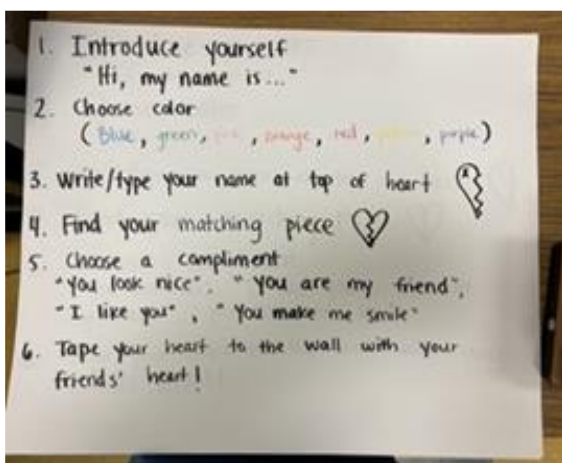 1. Introduce yourself
"Hi, my name is..."
2. Choose color
(Blue, green, pink, orange, red, yellow, purple)
3. Write/type your name at top of heart
4. Find your matching piece
5. Choose a compliment
"You look nice", "You are my friend",
"I like you", "You make me smile"
6. Tape your heart to the wall with your
friends' heart!